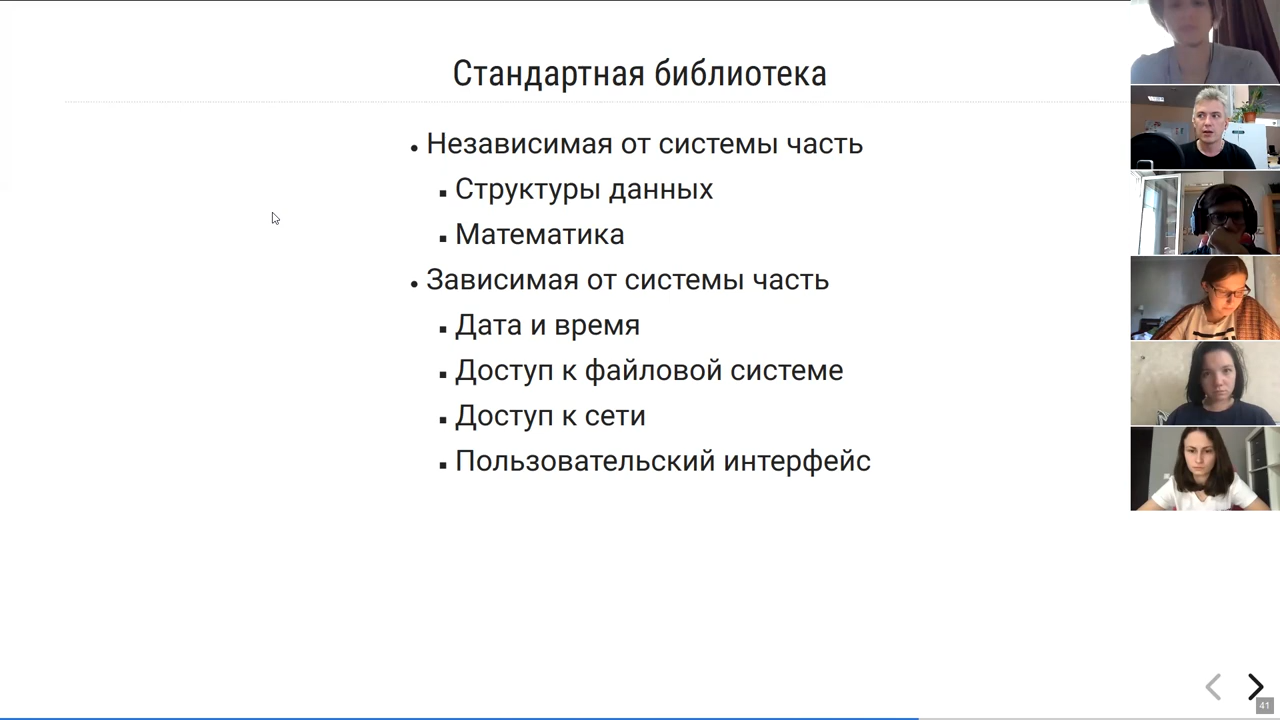 Стандартная библиотека
Независимая от системы часть
Структуры данных
Математика
Зависимая от системы часть
Дата и время
Доступ к файловой системе
Доступ к сети
Пользовательский интерфейс
41